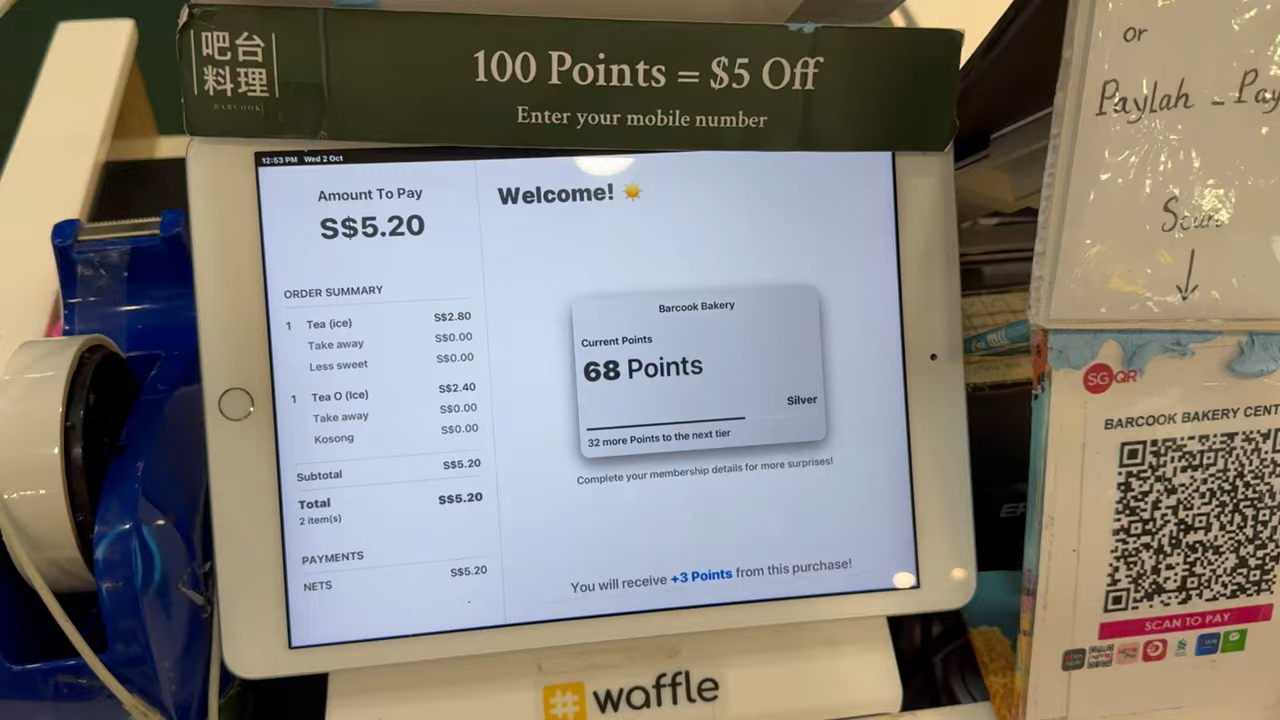 吧台
料理
BARCOOK
100 Points = $5 Off
Enter your mobile number
12:53 PM Wed 2 Oct
Amount To Pay
S$5.20
ORDER SUMMARY
1 Tea (ice) S$2.80
Take away S$0.00
Less sweet S$0.00
1 Tea O (Ice) S$2.40
Take away S$0.00
Kosong S$0.00
Subtotal S$5.20
Total S$5.20
2 item(s)
PAYMENTS
NETS S$5.20
Welcome!
Barcook Bakery
Current Points
68 Points
Silver
32 more Points to the next tier
Complete your membership details for more surprises!
You will receive +3 Points from this purchase!
# waffle
or
Paylah - Pay
Scan
SGQR
BARCOOK BAKERY CENT
SCAN TO PAY